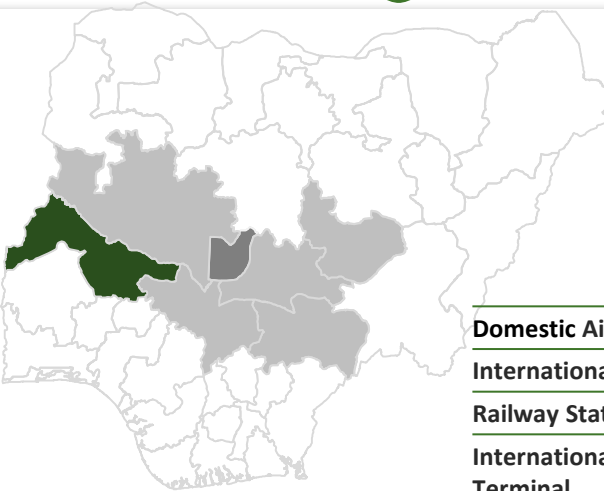 Domestic Ai
Internationa
Railway Stat
Internationa
Terminal